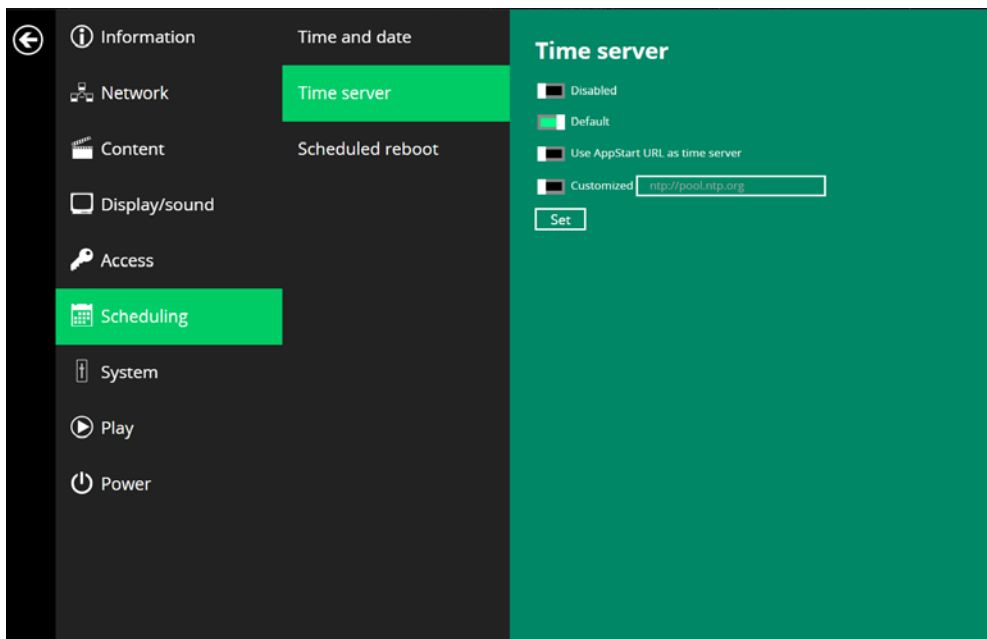 Information
Network
Content
Display/sound
Access
Scheduling
System
Play
Power
Time and date
Time server
Scheduled reboot
Time server
Disabled
Default
Use AppStart URL as time server
Customized ntp://pool.ntp.org
Set